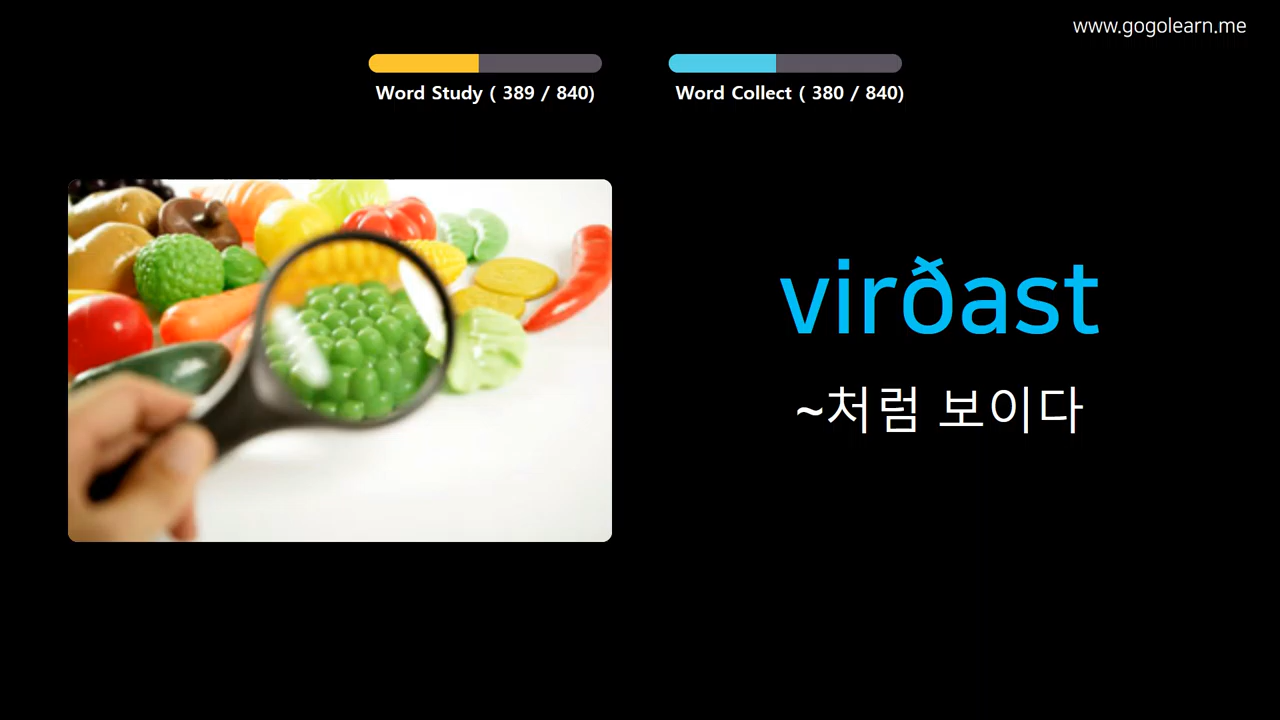 www.gogolearn.me
Word Study ( 389 / 840)
Word Collect ( 380 / 840)
virðast
~처럼 보이다